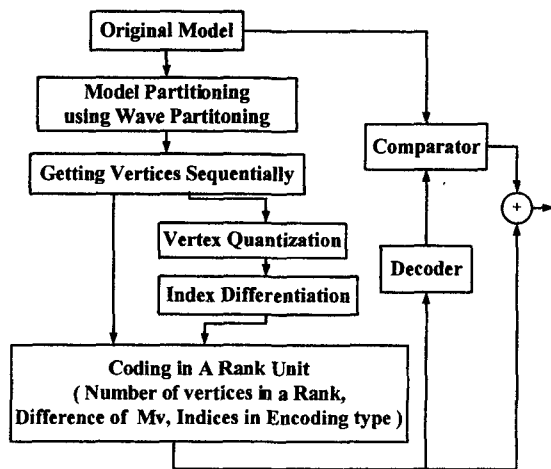 Original Model
Model Partitioning
using Wave Partitoning
Comparator
Getting Vertices Sequentially
+
Vertex Quantization
Decoder
Index Differentiation
Coding in A Rank Unit
( Number of vertices in a Rank,
Difference of Mv, Indices in Encoding type )